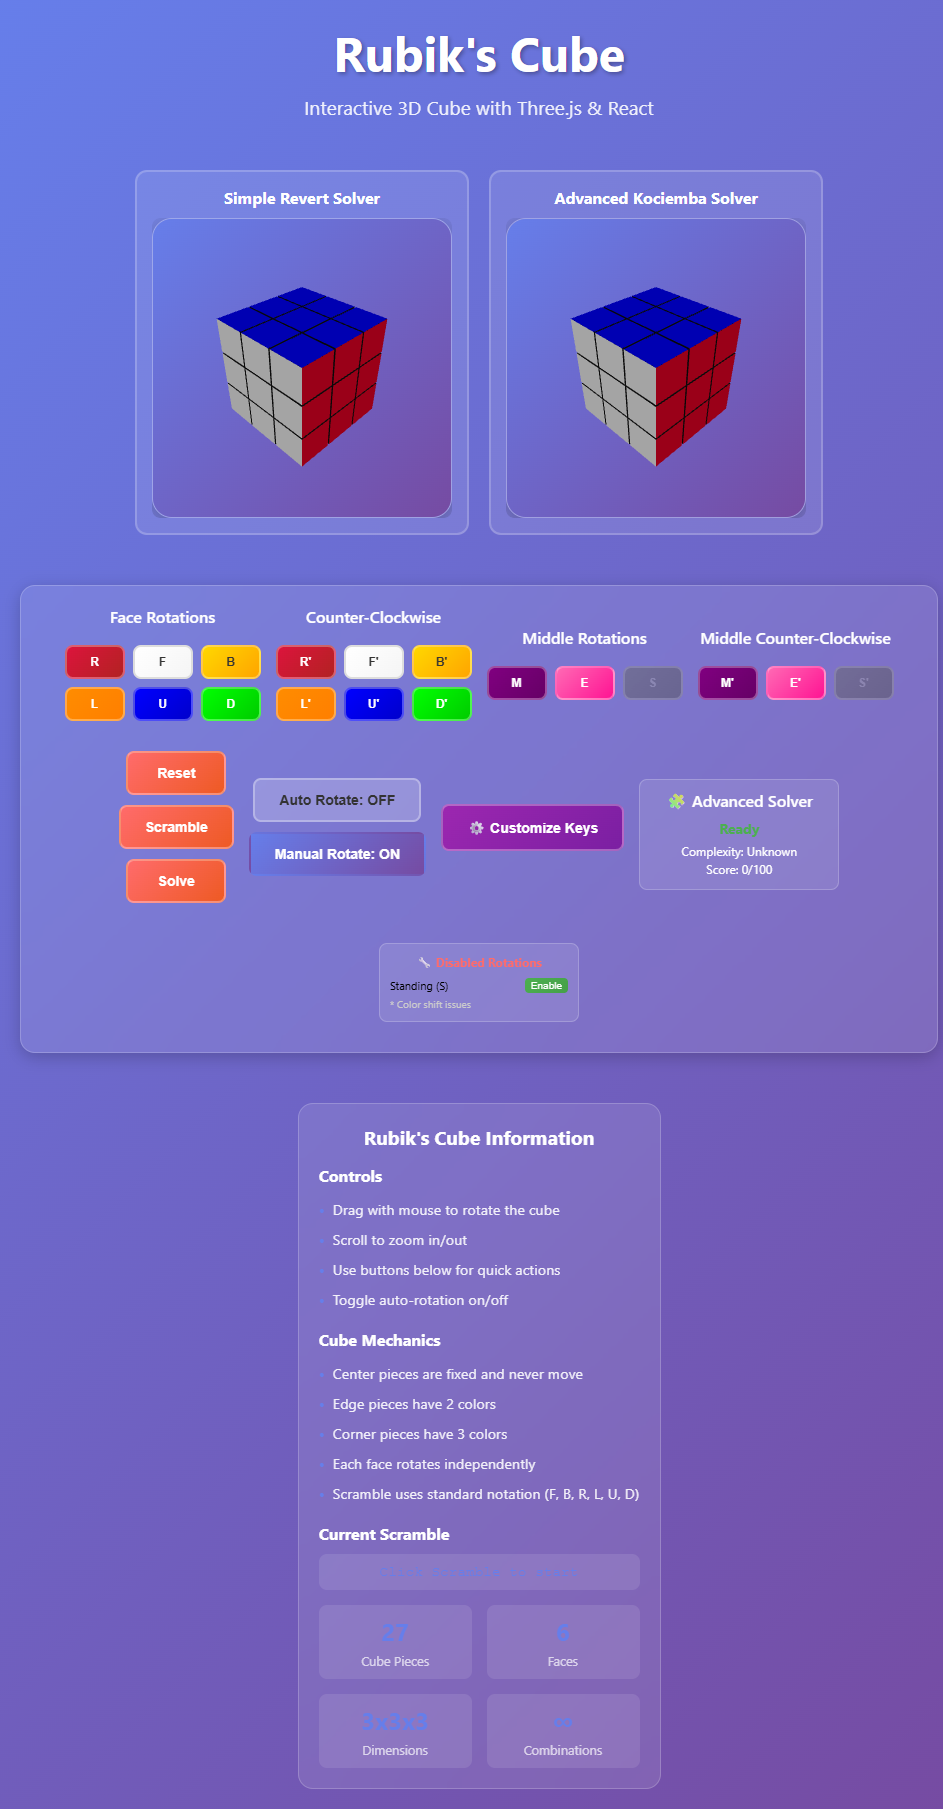 Rubik's Cube
Interactive 3D Cube with Three.js & React
Simple Revert Solver
Advanced Kociemba Solver
Face Rotations
R F B
L U D
Counter-Clockwise
R' F' B'
L' U' D'
Middle Rotations
M E S
Middle Counter-Clockwise
M' E' S'
Reset
Scramble
Solve
Auto Rotate: OFF
Manual Rotate: ON
⚙️ Customize Keys
🧩 Advanced Solver
Ready
Complexity: Unknown
Score: 0/100
🔧 Disabled Rotations
Standing (S) Enable
* Color shift issues
Rubik's Cube Information
Controls
Drag with mouse to rotate the cube
Scroll to zoom in/out
Use buttons below for quick actions
Toggle auto-rotation on/off
Cube Mechanics
Center pieces are fixed and never move
Edge pieces have 2 colors
Corner pieces have 3 colors
Each face rotates independently
Scramble uses standard notation (F, B, R, L, U, D)
Current Scramble
27
Cube Pieces
6
Faces
3x3x3
Dimensions
∞
Combinations